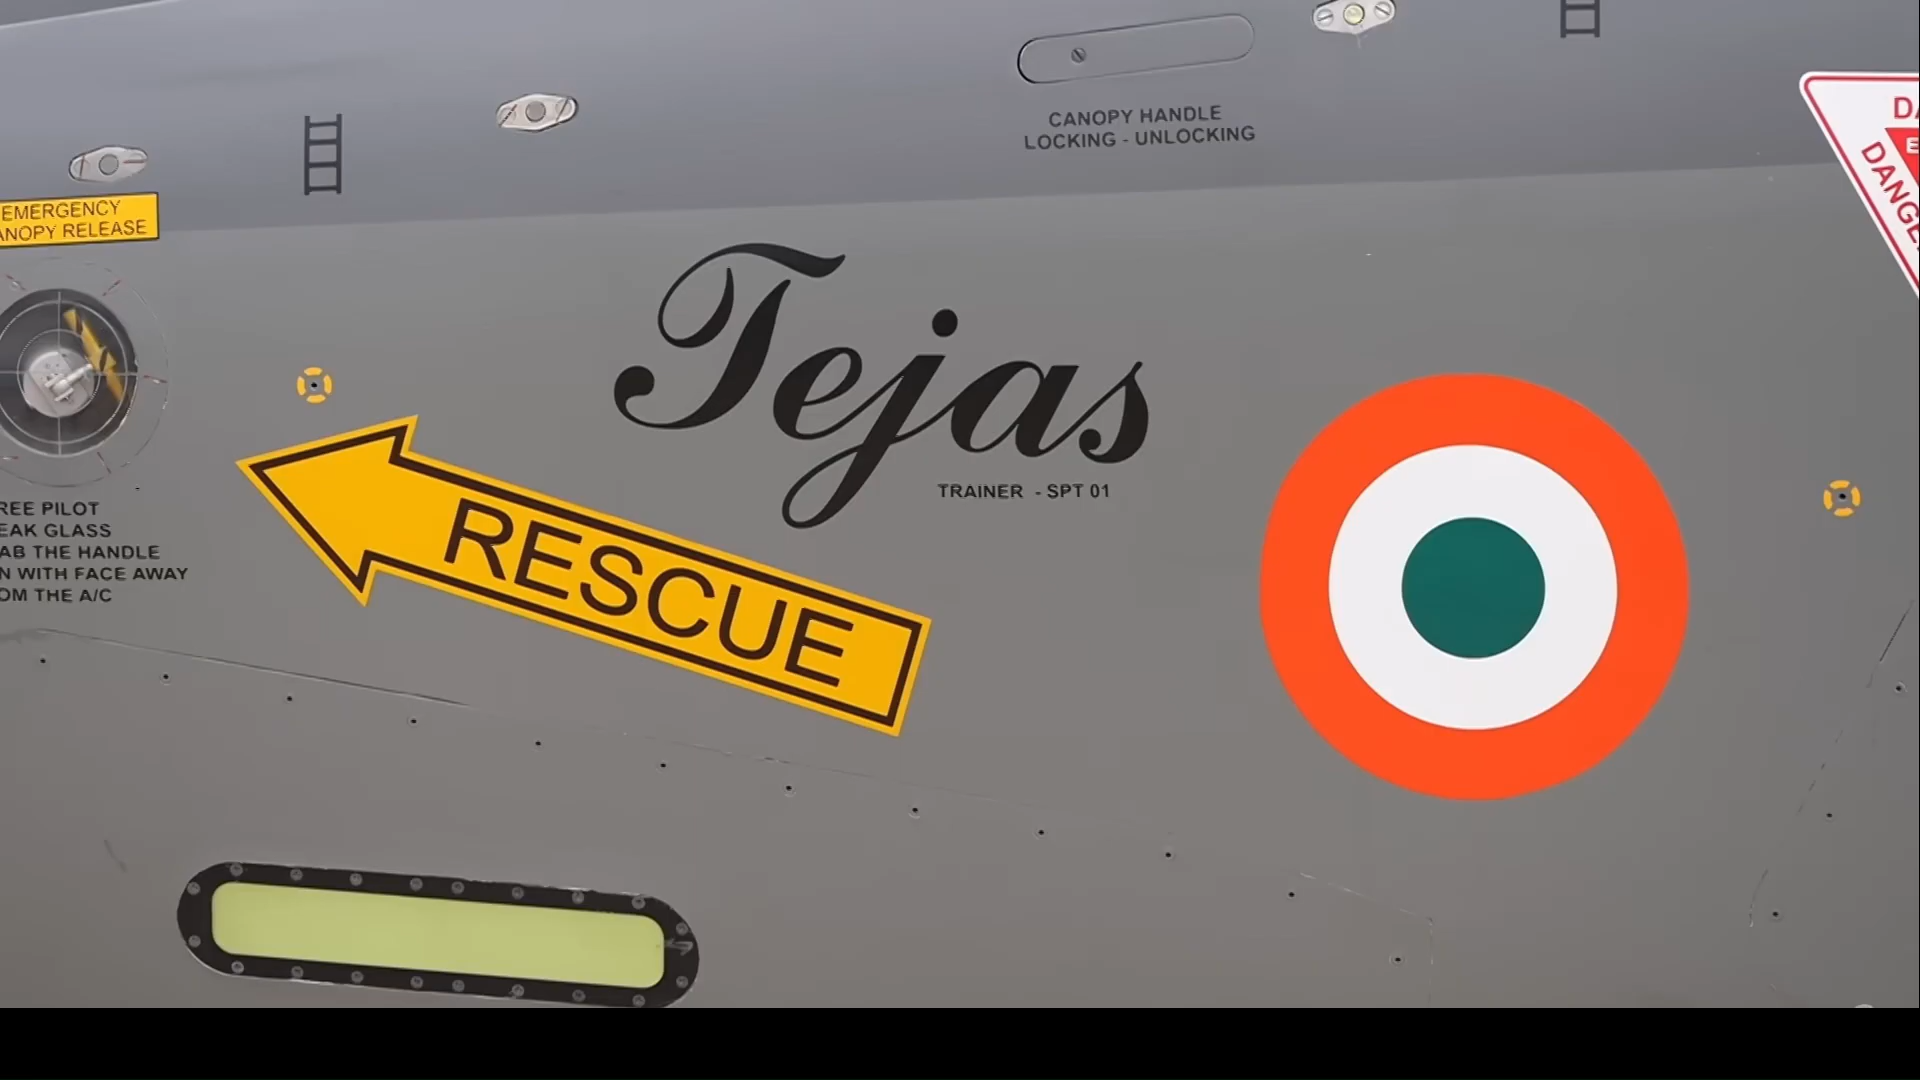 CANOPY HANDLE
LOCKING - UNLOCKING
EMERGENCY
ANOPY RELEASE
DANGE
Tejas
TRAINER - SPT 01
RESCUE
REE PILOT
EAK GLASS
AB THE HANDLE
N WITH FACE AWAY
OM THE A/C